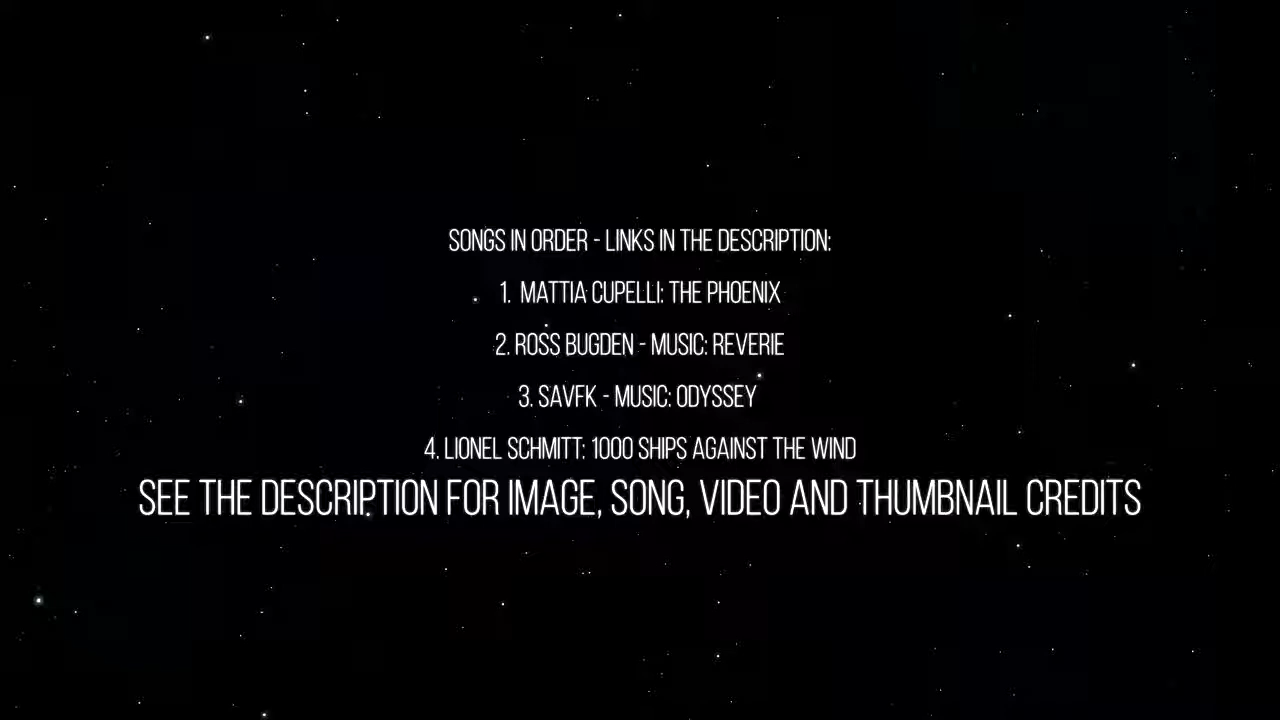 SONGS IN ORDER - LINKS IN THE DESCRIPTION:
1. MATTIA CUPELLI: THE PHOENIX
2. ROSS BUGDEN - MUSIC: REVERIE
3. SAVFK - MUSIC: ODYSSEY
4. LIONEL SCHMITT: 1000 SHIPS AGAINST THE WIND
SEE THE DESCRIPTION FOR IMAGE, SONG, VIDEO AND THUMBNAIL CREDITS